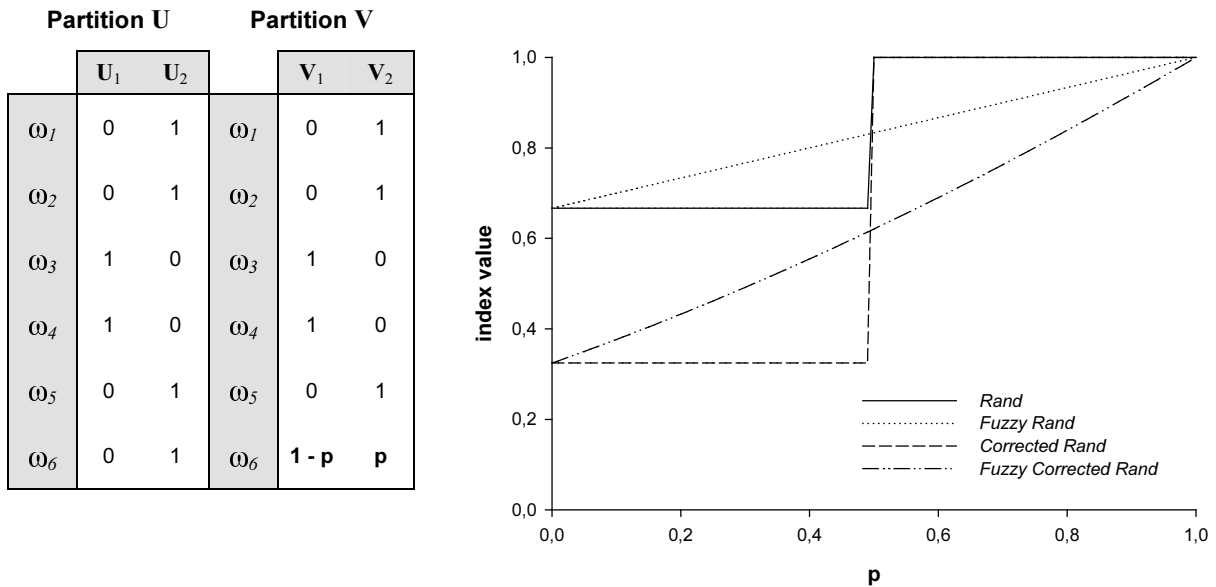 Partition U Partition V
U1 U2 V1 V2
ω1 0 1 ω1 0 1
ω2 0 1 ω2 0 1
ω3 1 0 ω3 1 0
ω4 1 0 ω4 1 0
ω5 0 1 ω5 0 1
ω6 0 1 ω6 1 - p p
index value
1,0
0,8
0,6
0,4
0,2
0,0
0,0 0,2 0,4 0,6 0,8 1,0
p
Rand
Fuzzy Rand
Corrected Rand
Fuzzy Corrected Rand